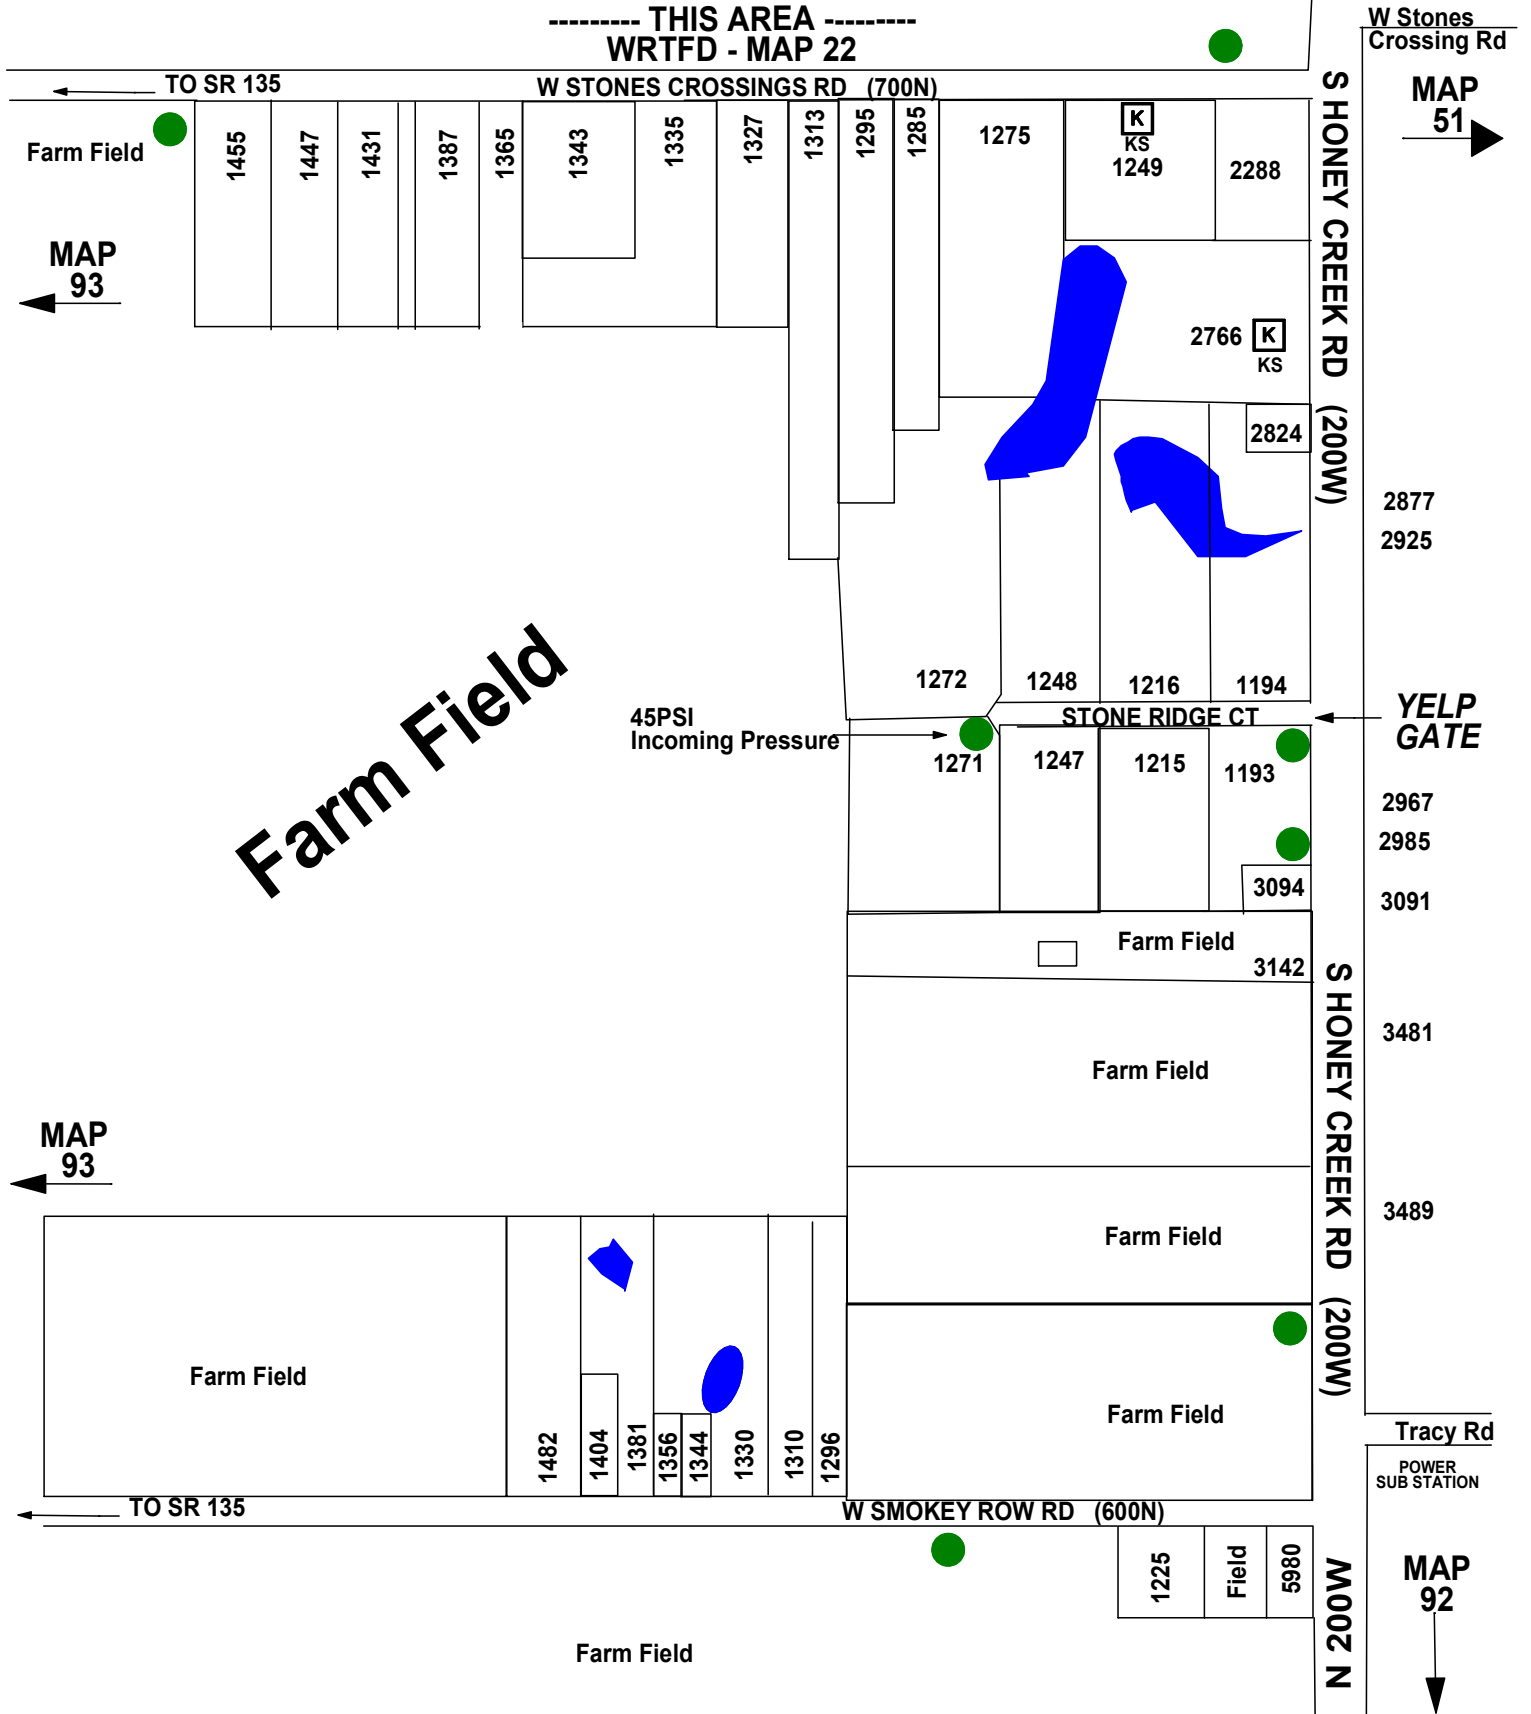 --------- THIS AREA ---------
WRTFD - MAP 22
W Stones
Crossing Rd
TO SR 135
W STONES CROSSINGS RD (700N)
S HONEY CREEK RD (200W)
MAP
51
Farm Field
1455
1447
1431
1387
1365
1343
1335
1327
1313
1295
1285
1275
K
KS
1249
2288
MAP
93
2766
K
KS
2824
2877
2925
Farm Field
1272
1248
1216
1194
45PSI
Incoming Pressure
STONE RIDGE CT
YELP
GATE
1271
1247
1215
1193
2967
2985
3094
3091
Farm Field
3142
S HONEY CREEK RD (200W)
3481
Farm Field
MAP
93
3489
Farm Field
Farm Field
1482
1404
1381
1356
1344
1330
1310
1296
Farm Field
Tracy Rd
POWER
SUB STATION
TO SR 135
W SMOKEY ROW RD (600N)
1225
Field
5980
N 200W
MAP
92
Farm Field